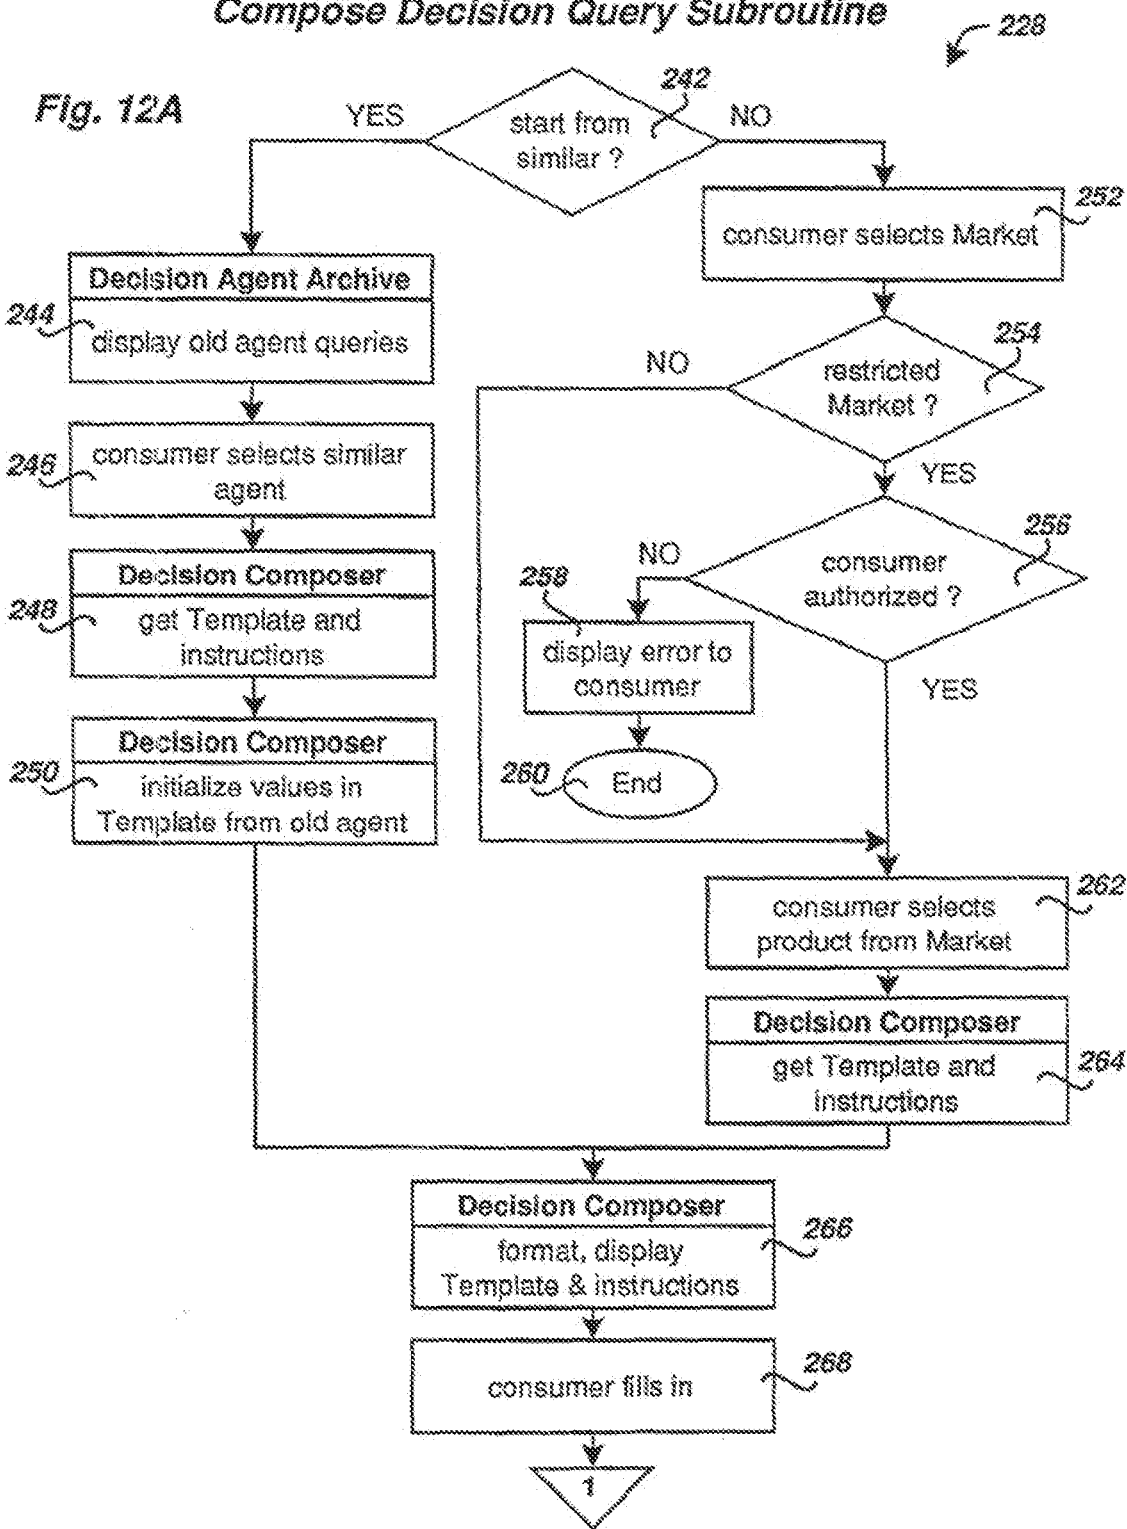 Compose Decision Query Subroutine
228
Fig. 12A
YES
start from
similar ?
242
NO
252
consumer selects Market
Decision Agent Archive
244
display old agent queries
254
NO
restricted
Market ?
YES
246
consumer selects similar
agent
256
NO
consumer
authorized ?
YES
Decision Composer
248
get Template and
instructions
258
display error to
consumer
Decision Composer
250
initialize values in
Template from old agent
260
End
262
consumer selects
product from Market
Decision Composer
264
get Template and
instructions
Decision Composer
266
format, display
Template & instructions
268
consumer fills in
1